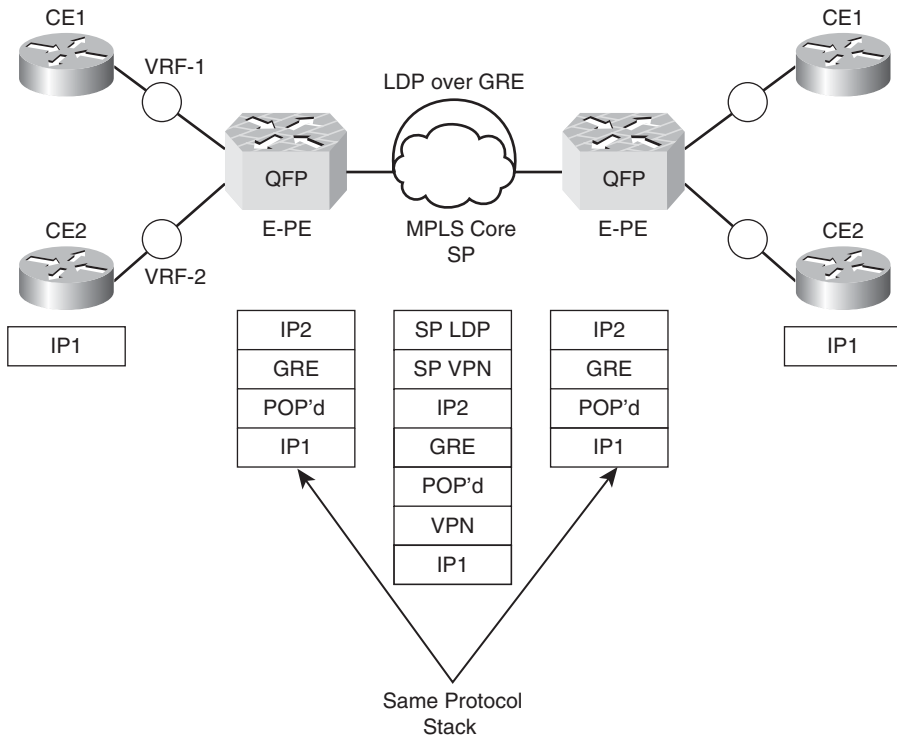 CE1
CE1
VRF-1
LDP over GRE
QFP
QFP
E-PE
E-PE
MPLS Core
SP
CE2
CE2
VRF-2
IP1
IP2
GRE
POP’d
IP1
SP LDP
SP VPN
IP2
GRE
POP’d
VPN
IP1
IP2
GRE
POP’d
IP1
IP1
Same Protocol
Stack